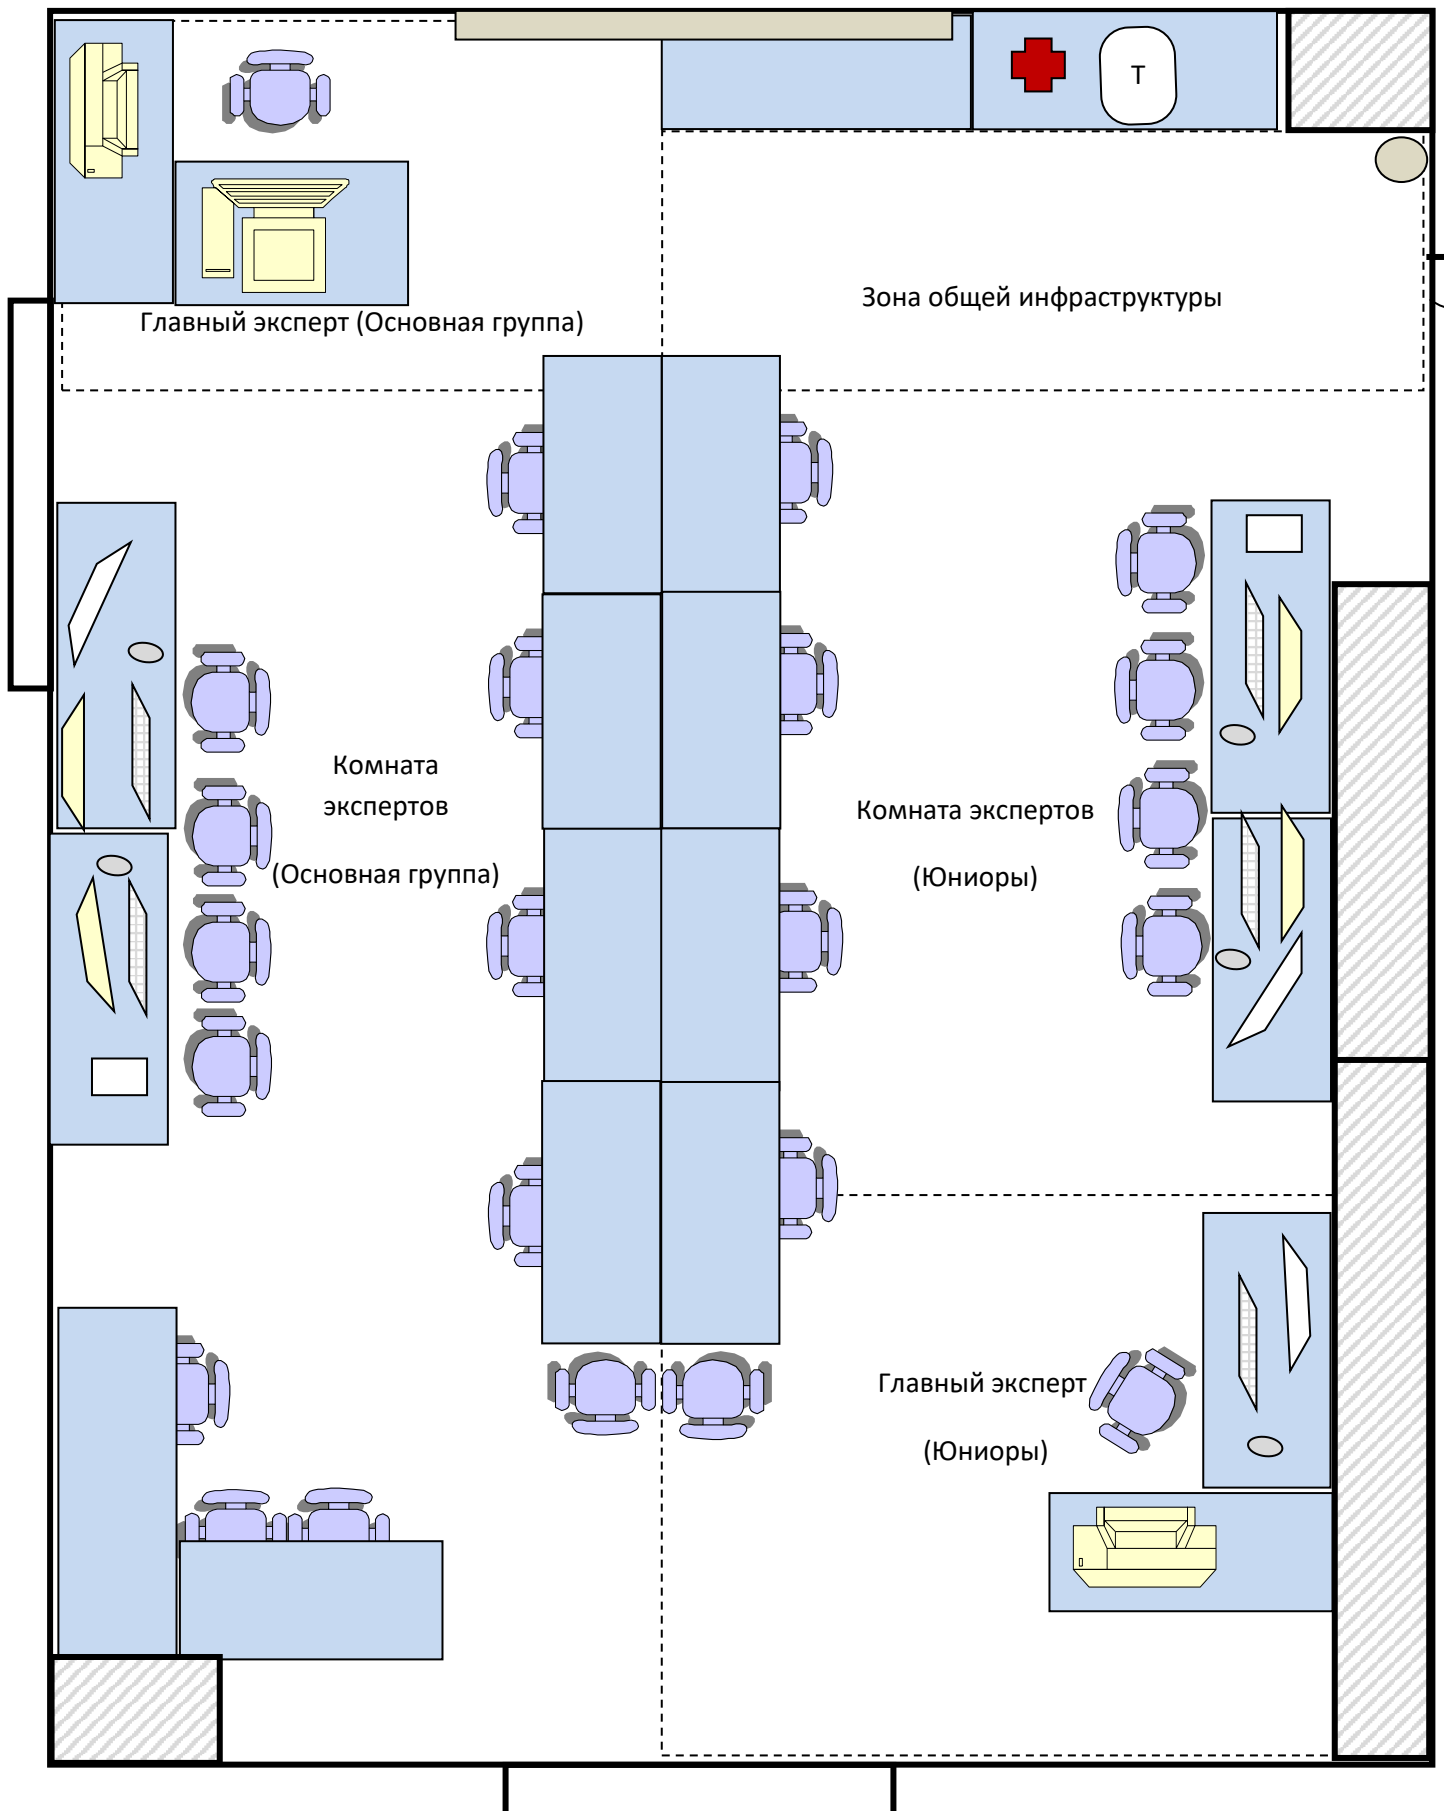 Т
Зона общей инфраструктуры
Главный эксперт (Основная группа)
Комната
экспертов
(Основная группа)
Комната экспертов
(Юниоры)
Главный эксперт
(Юниоры)